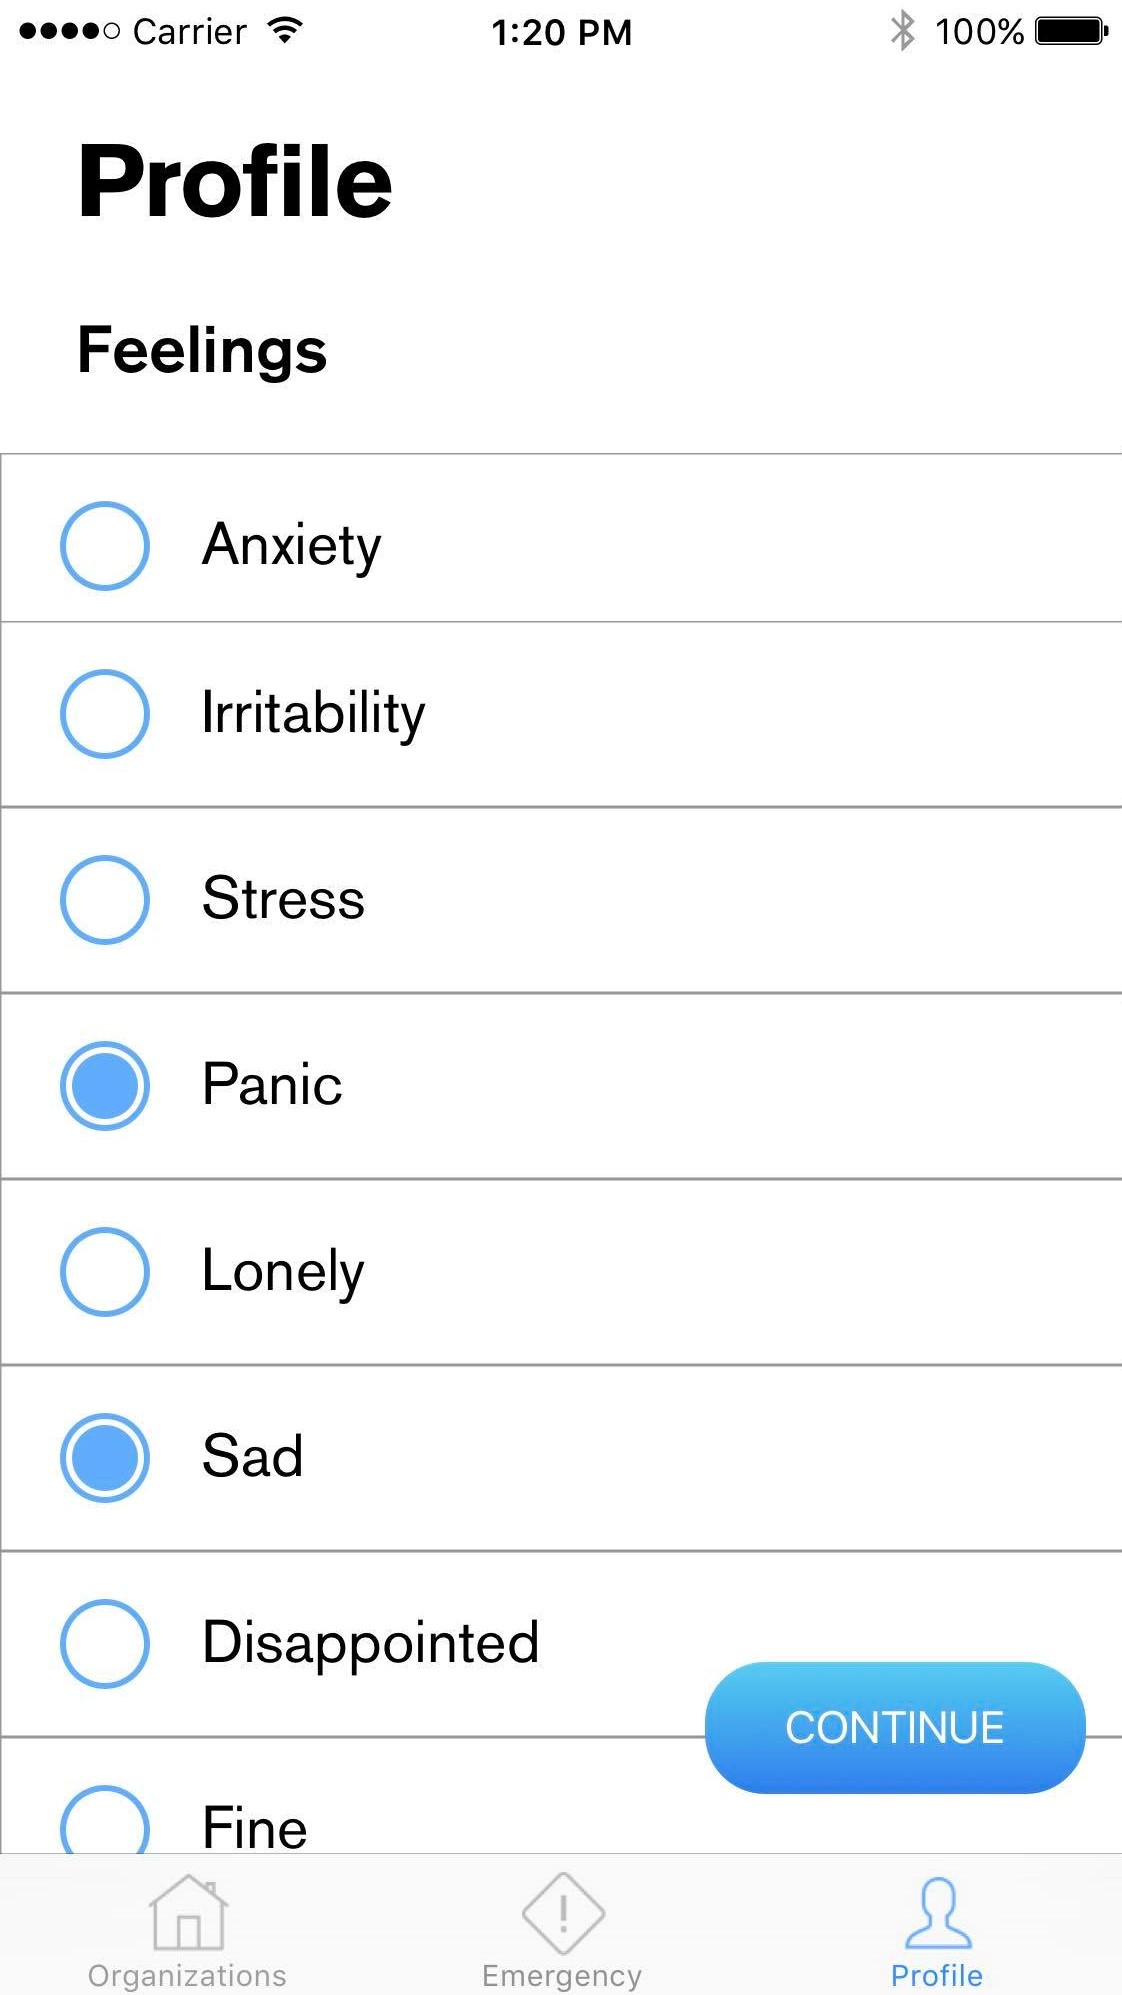 Carrier 1:20 PM 100%
Profile
Feelings
Anxiety
Irritability
Stress
Panic
Lonely
Sad
Disappointed
CONTINUE
Fine
Organizations Emergency Profile